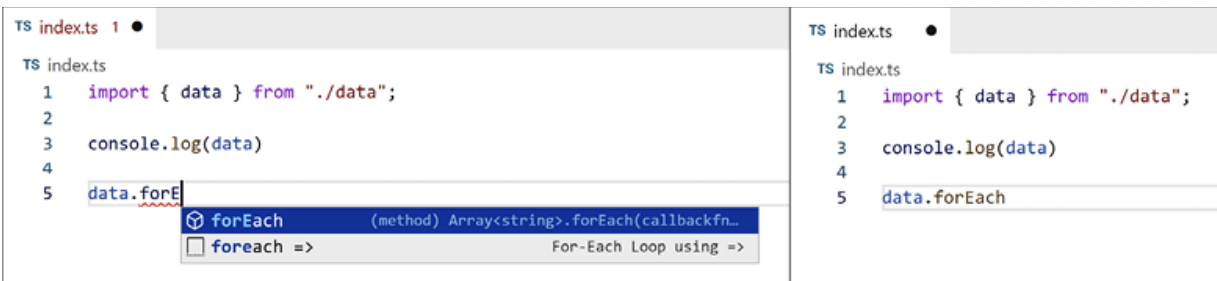 TS index.ts 1
TS index.ts
1 import { data } from "./data";
2
3 console.log(data)
4
5 data.forE
forEach (method) Array<string>.forEach(callbackfn…
foreach => For-Each Loop using =>
TS index.ts
TS index.ts
1 import { data } from "./data";
2
3 console.log(data)
4
5 data.forEach